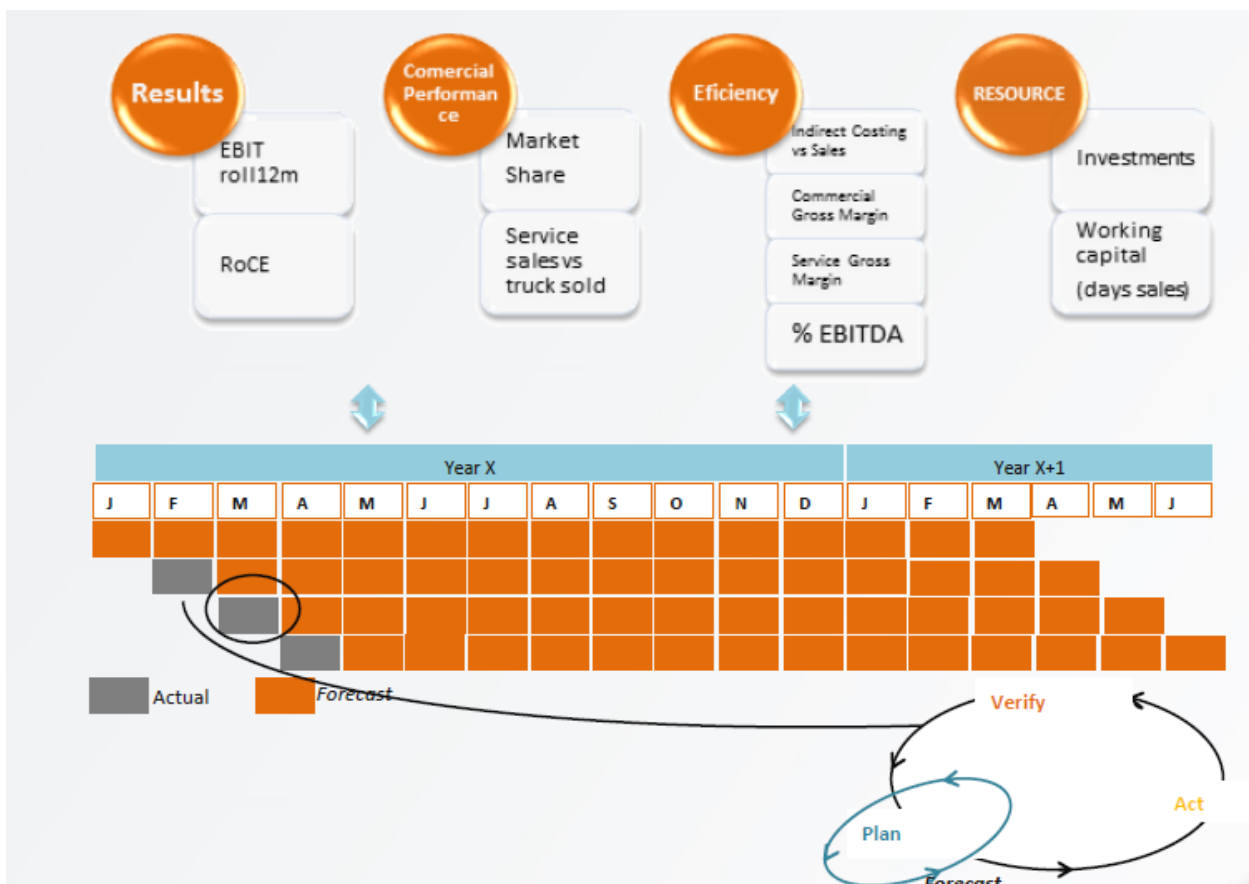 Results
EBIT
roll12m
RoCE
Comercial
Performan
ce
Market
Share
Service
sales vs
truck sold
Eficiency
Indirect Costing
vs Sales
Commercial
Gross Margin
Service Gross
Margin
% EBITDA
RESOURCE
Investments
Working
capital
(days sales)
Year X
Year X+1
J F M A M J J A S O N D J F M A M J
Actual
Forecast
Verify
Act
Plan
Forecast